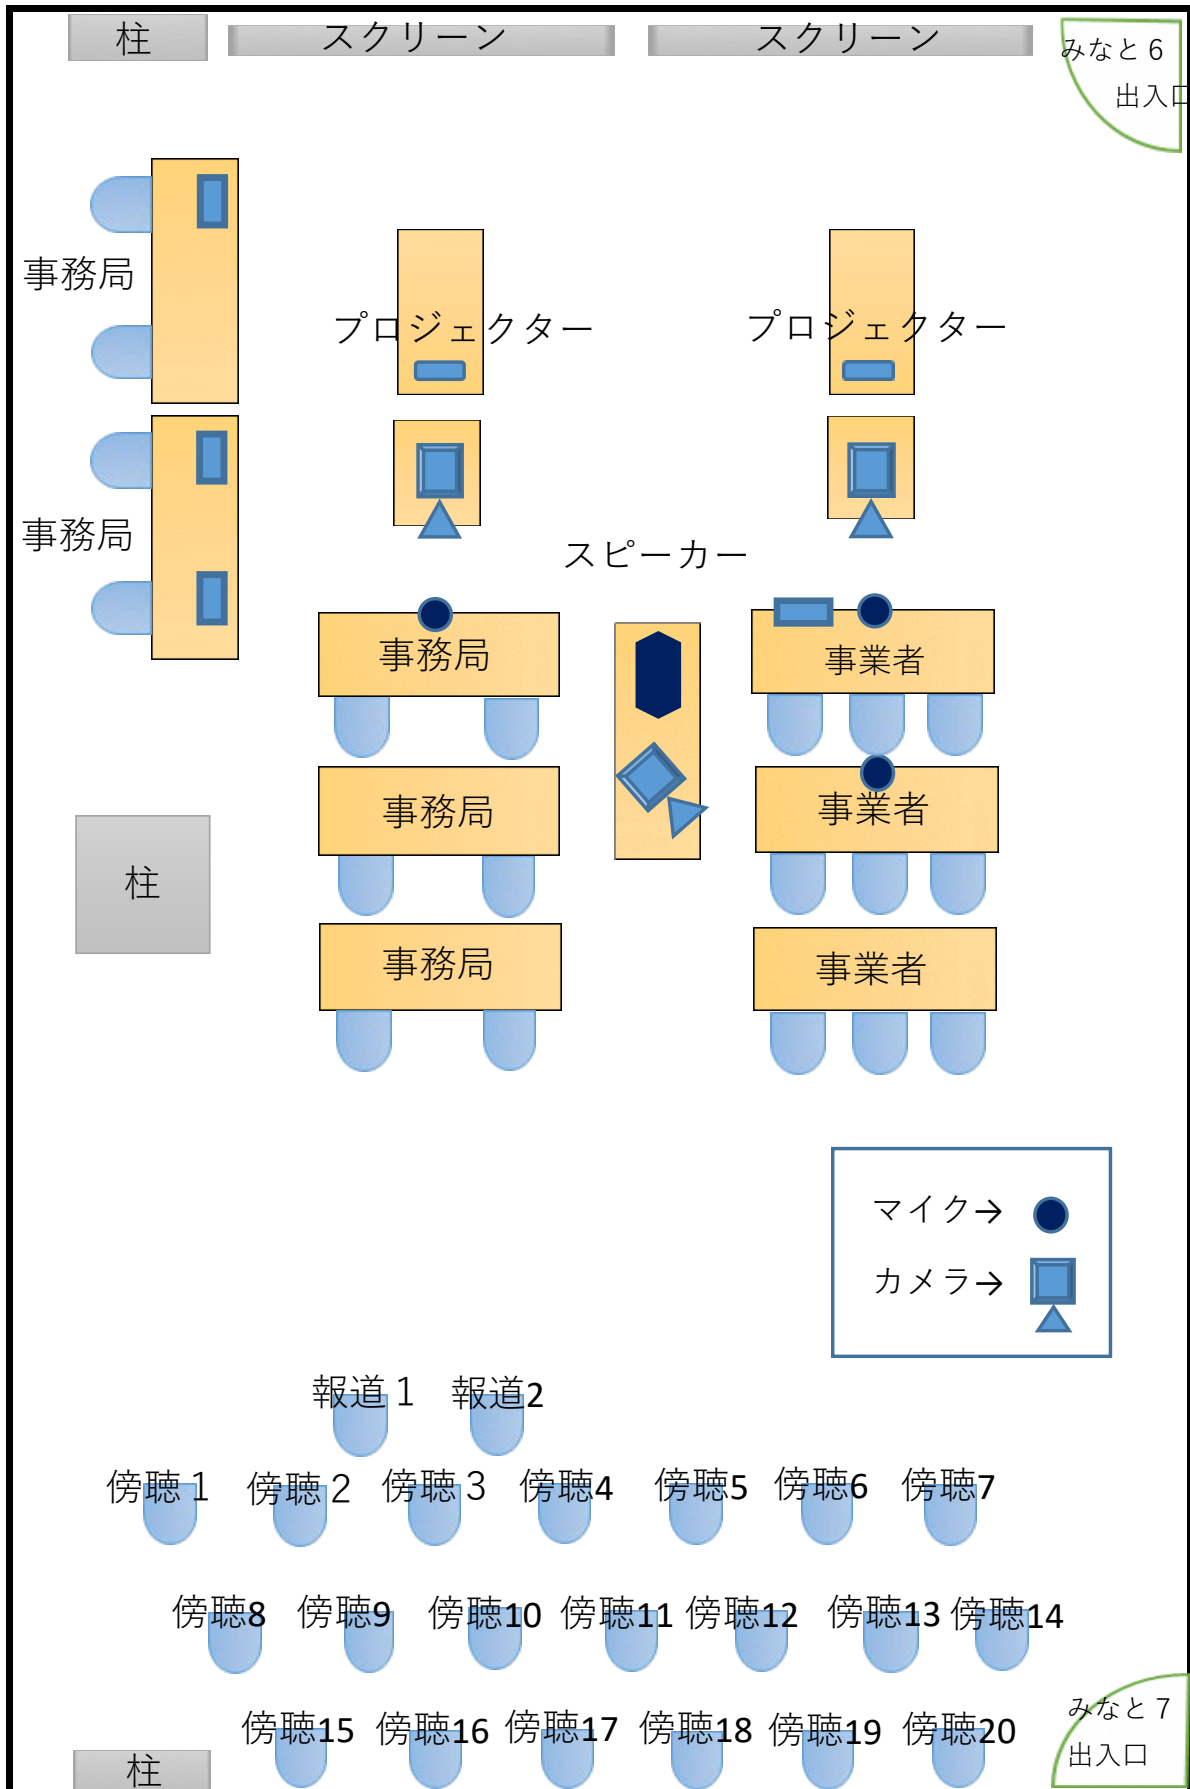 柱
スクリーン
スクリーン
みなと６
出入口
事務局
プロジェクター
プロジェクター
事務局
スピーカー
事務局
事業者
事務局
事業者
柱
事務局
事業者
マイク→
カメラ→
報道１
報道2
傍聴１
傍聴２
傍聴３
傍聴4
傍聴5
傍聴6
傍聴7
傍聴8
傍聴9
傍聴10
傍聴11
傍聴12
傍聴13
傍聴14
みなと７
出入口
傍聴15
傍聴16
傍聴17
傍聴18
傍聴19
傍聴20
柱